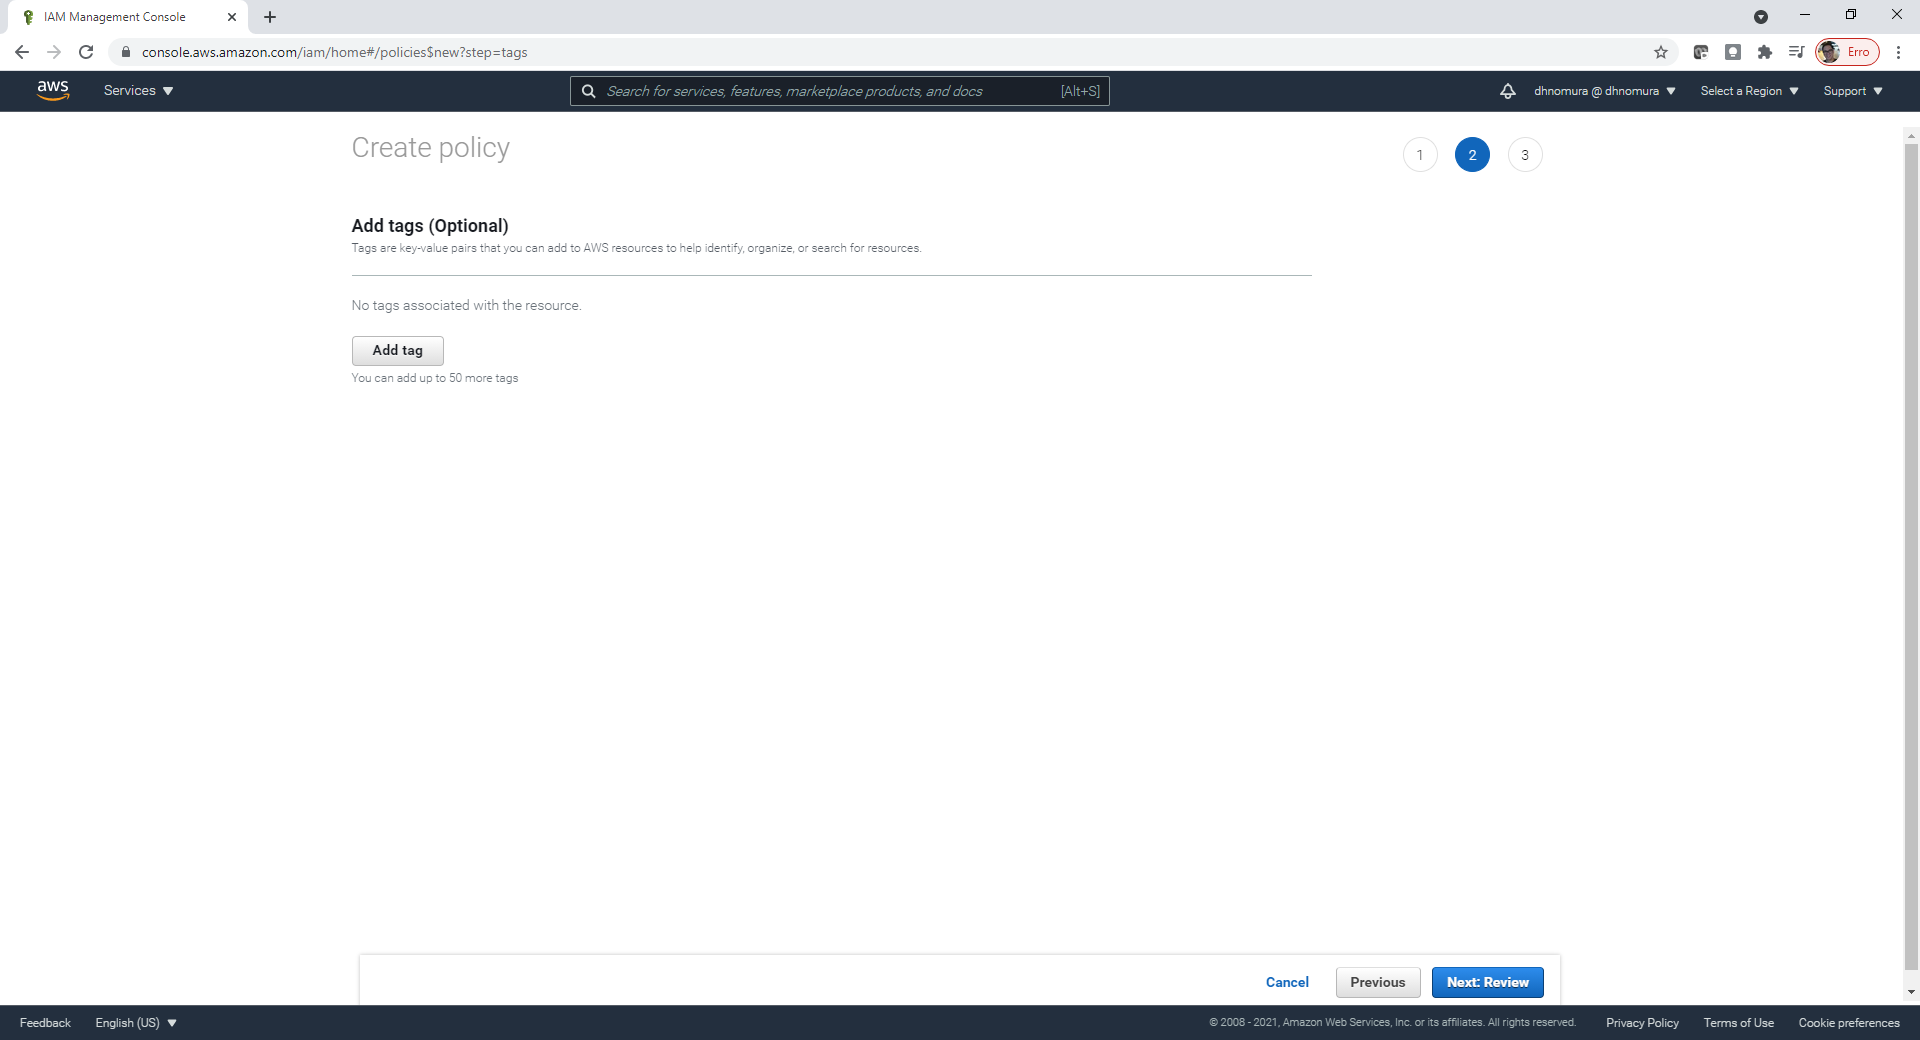 IAM Management Console
console.aws.amazon.com/iam/home#/policies$new?step=tags
Erro
aws
Services
Search for services, features, marketplace products, and docs [Alt+S]
dhnomura @ dhnomura
Select a Region
Support
Create policy
1 2 3
Add tags (Optional)
Tags are key-value pairs that you can add to AWS resources to help identify, organize, or search for resources.
No tags associated with the resource.
Add tag
You can add up to 50 more tags
Cancel
Previous
Next: Review
Feedback
English (US)
© 2008 - 2021, Amazon Web Services, Inc. or its affiliates. All rights reserved.
Privacy Policy
Terms of Use
Cookie preferences